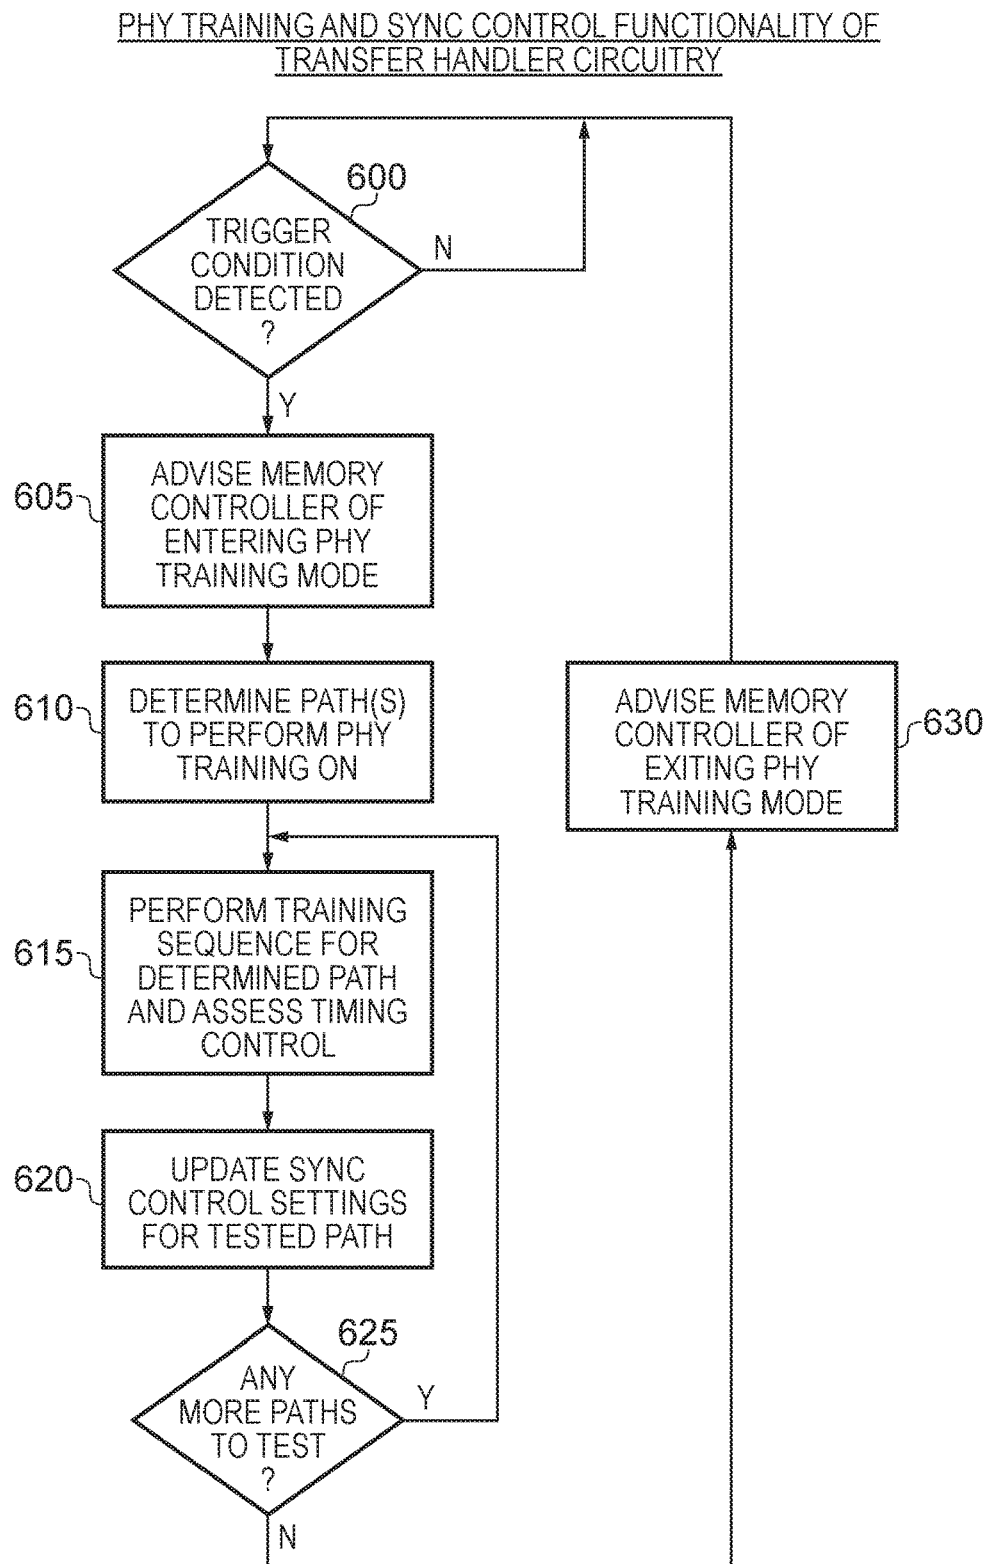 PHY TRAINING AND SYNC CONTROL FUNCTIONALITY OF
TRANSFER HANDLER CIRCUITRY
600
TRIGGER
CONDITION
DETECTED
?
N
Y
605
ADVISE MEMORY
CONTROLLER OF
ENTERING PHY
TRAINING MODE
610
DETERMINE PATH(S)
TO PERFORM PHY
TRAINING ON
ADVISE MEMORY
CONTROLLER OF
EXITING PHY
TRAINING MODE
630
615
PERFORM TRAINING
SEQUENCE FOR
DETERMINED PATH
AND ASSESS TIMING
CONTROL
620
UPDATE SYNC
CONTROL SETTINGS
FOR TESTED PATH
625
ANY
MORE PATHS
TO TEST
?
Y
N